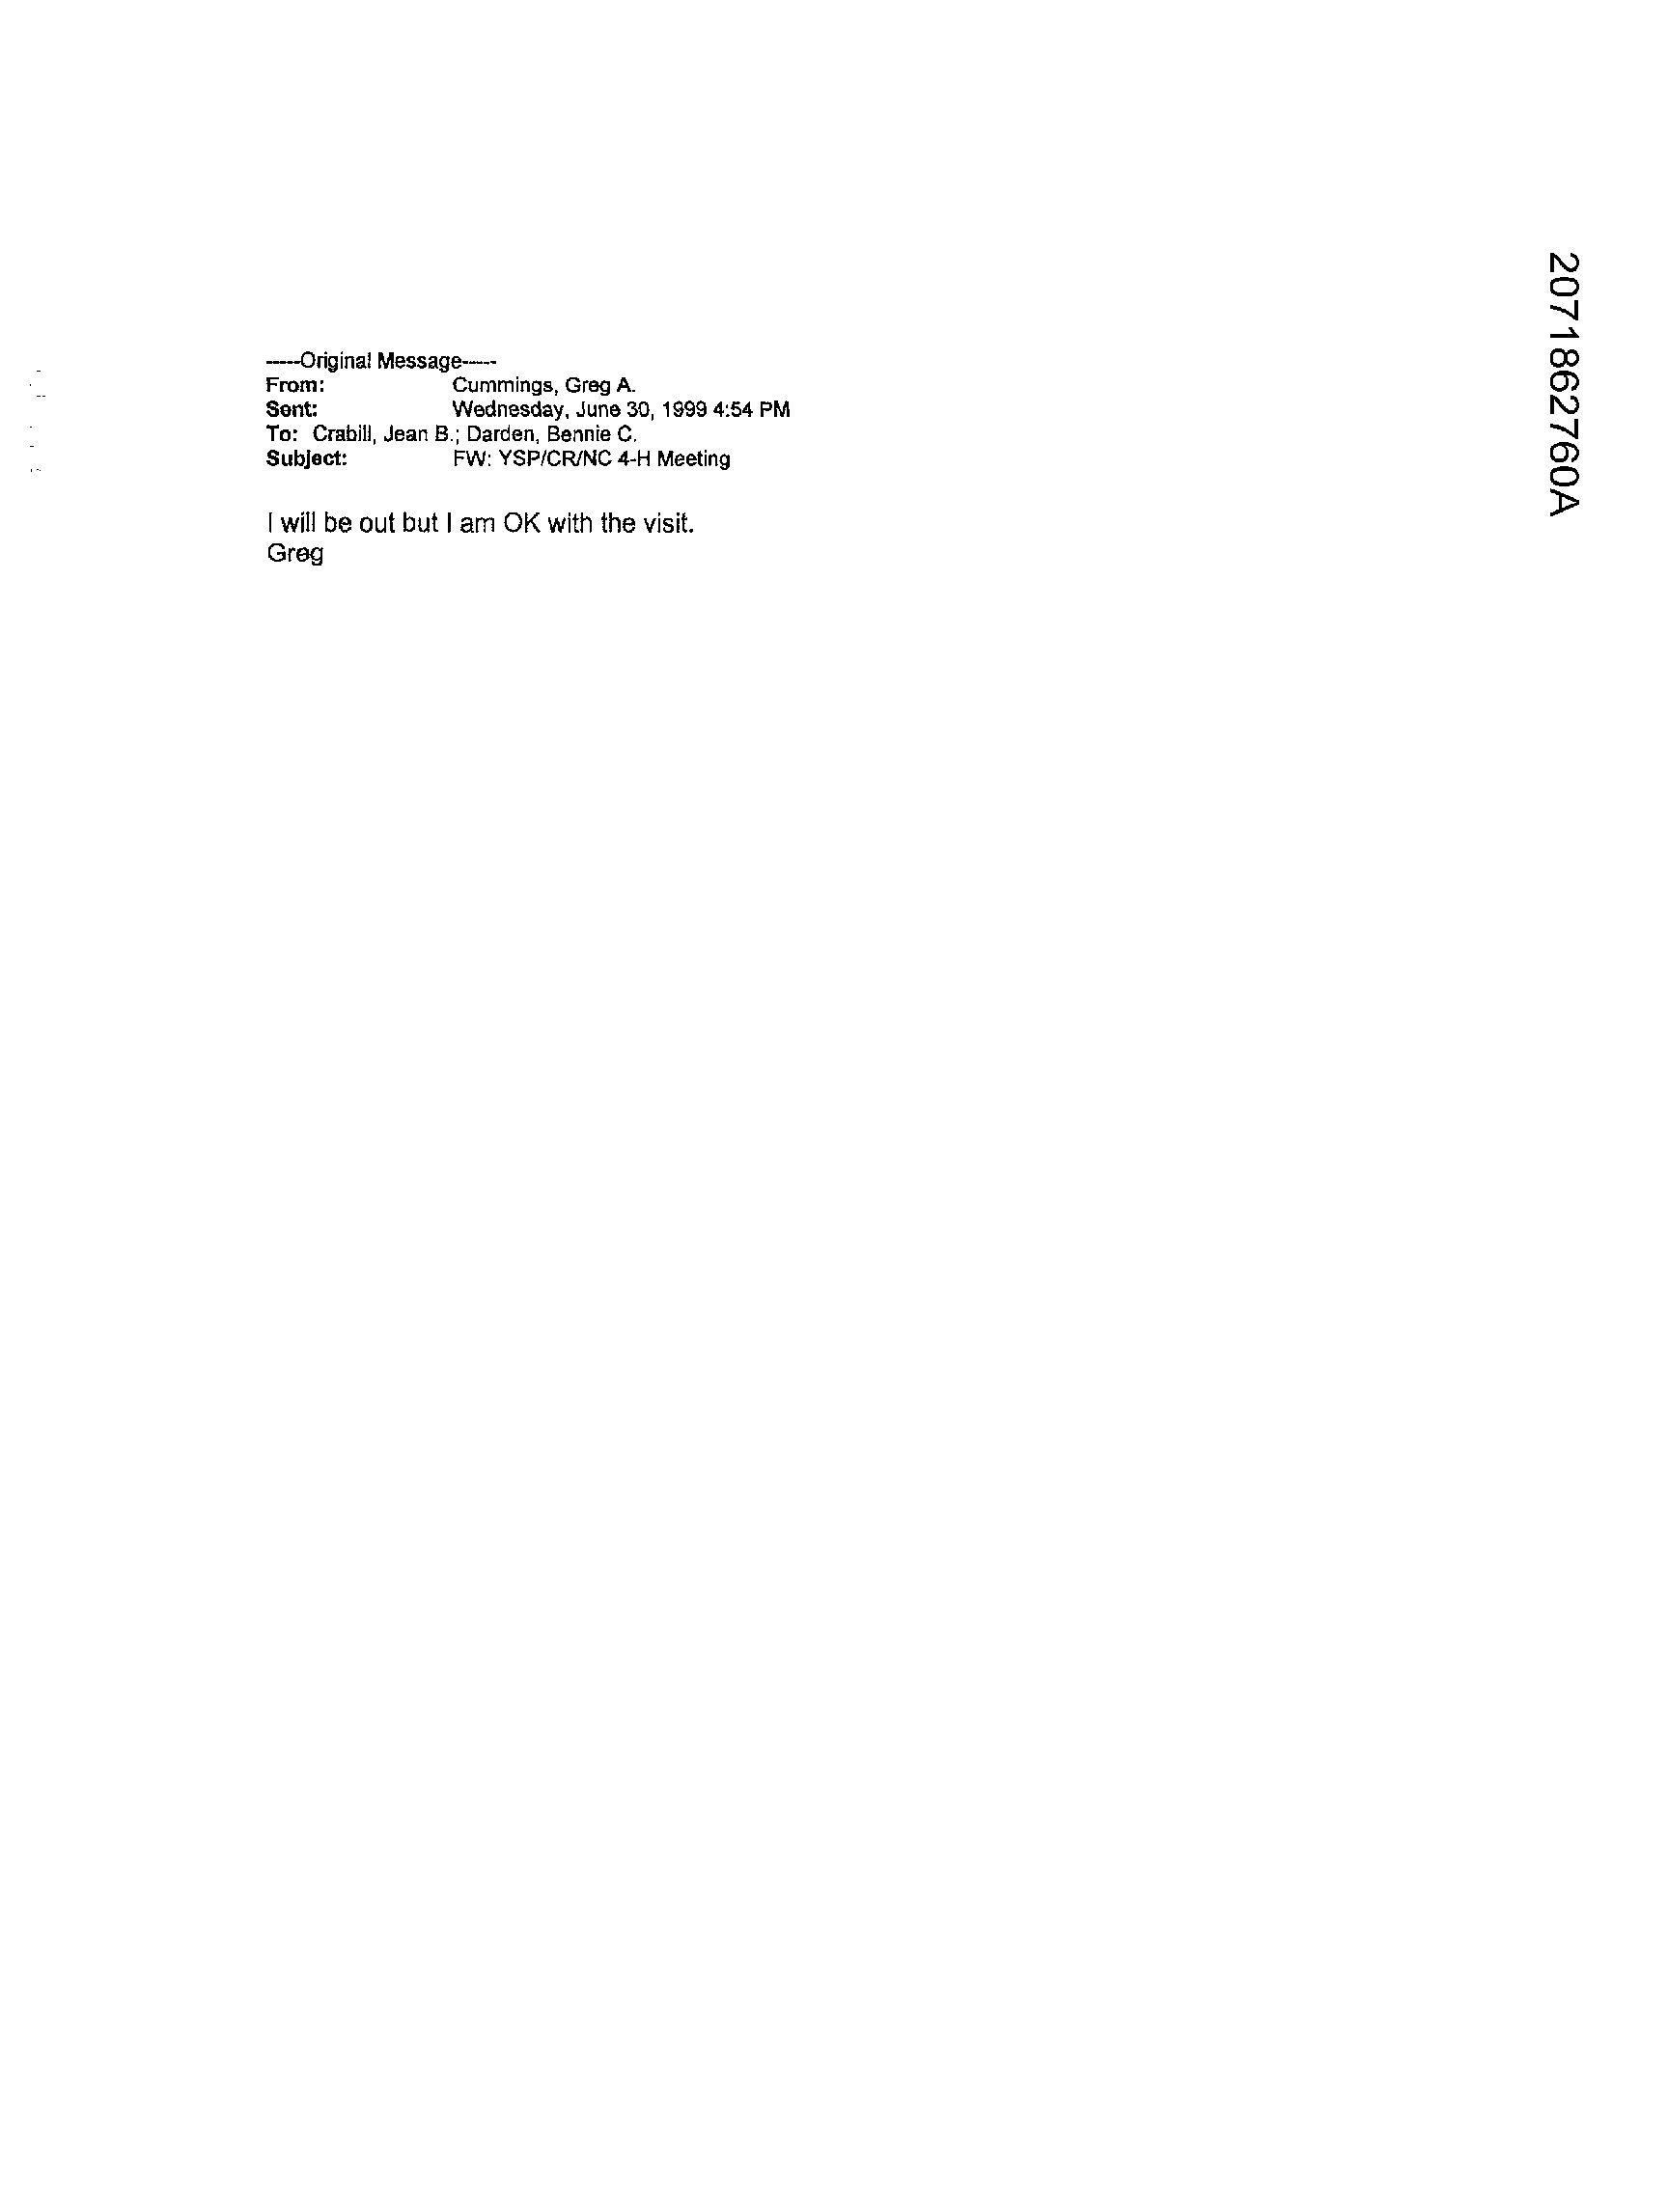 -----Original Message-----
From: Cummings, Greg A.
Sent: Wednesday, June 30, 1999 4:54 PM
To: Crabill, Jean B.; Darden, Bennie C.
Subject: FW: YSP/CR/NC 4-H Meeting
I will be out but I am OK with the visit.
Greg
2071862760A